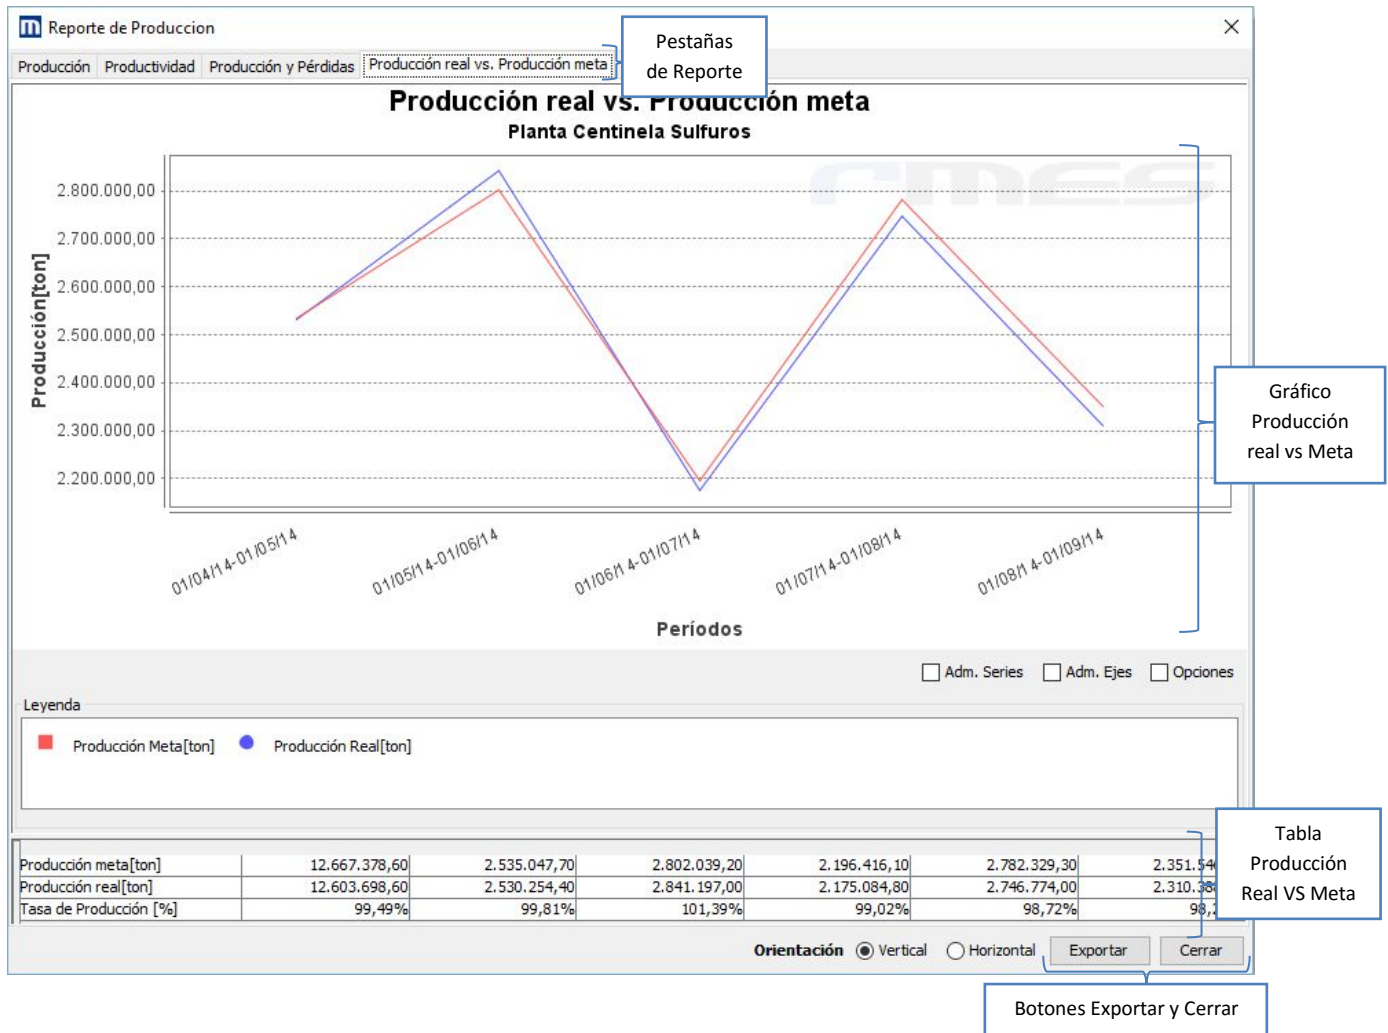 Reporte de Produccion
Pestañas
de Reporte
Producción Productividad Producción y Pérdidas Producción real vs. Producción meta
Producción real vs. Producción meta
Planta Centinela Sulfuros
rmes
Producción[ton]
2.800.000,00
2.700.000,00
2.600.000,00
2.500.000,00
2.400.000,00
2.300.000,00
2.200.000,00
01/04/14-01/05/14
01/05/14-01/06/14
01/06/14-01/07/14
01/07/14-01/08/14
01/08/14-01/09/14
Períodos
Gráfico
Producción
real vs Meta
Adm. Series Adm. Ejes Opciones
Leyenda
Producción Meta[ton] Producción Real[ton]
Producción meta[ton] 12.667.378,60 2.535.047,70 2.802.039,20 2.196.416,10 2.782.329,30
Producción real[ton] 12.603.698,60 2.530.254,40 2.841.197,00 2.175.084,80 2.746.774,00
Tasa de Producción [%] 99,49% 99,81% 101,39% 99,02% 98,72%
Tabla
Producción
Real VS Meta
Orientación Vertical Horizontal Exportar Cerrar
Botones Exportar y Cerrar